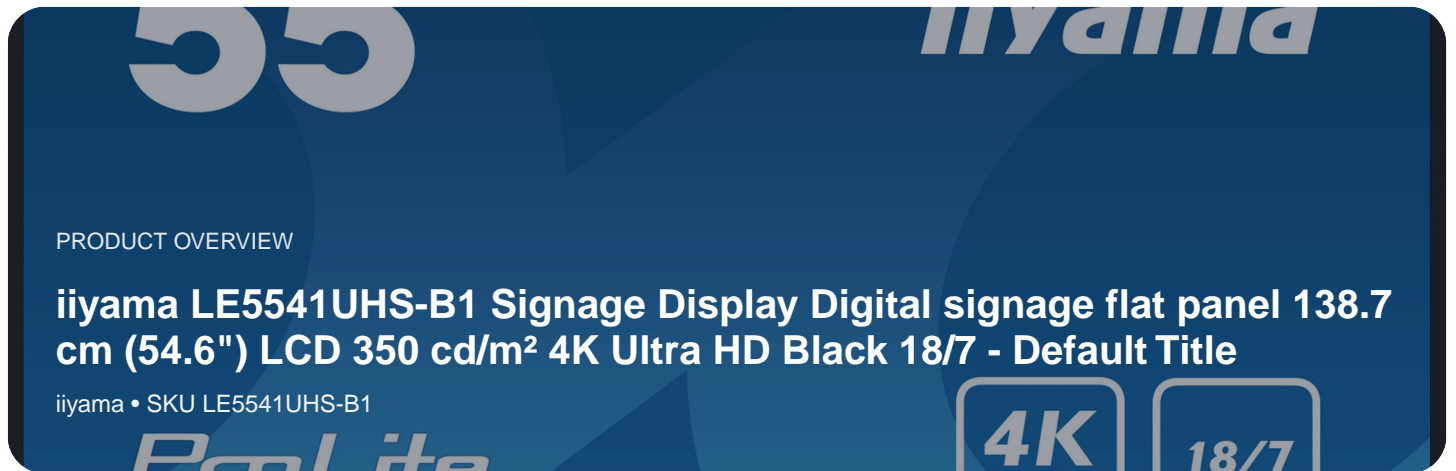 55
iiyama
PRODUCT OVERVIEW
iiyama LE5541UHS-B1 Signage Display Digital signage flat panel 138.7
cm (54.6") LCD 350 cd/m² 4K Ultra HD Black 18/7 - Default Title
iiyama • SKU LE5541UHS-B1
4K
18/7
ProLite